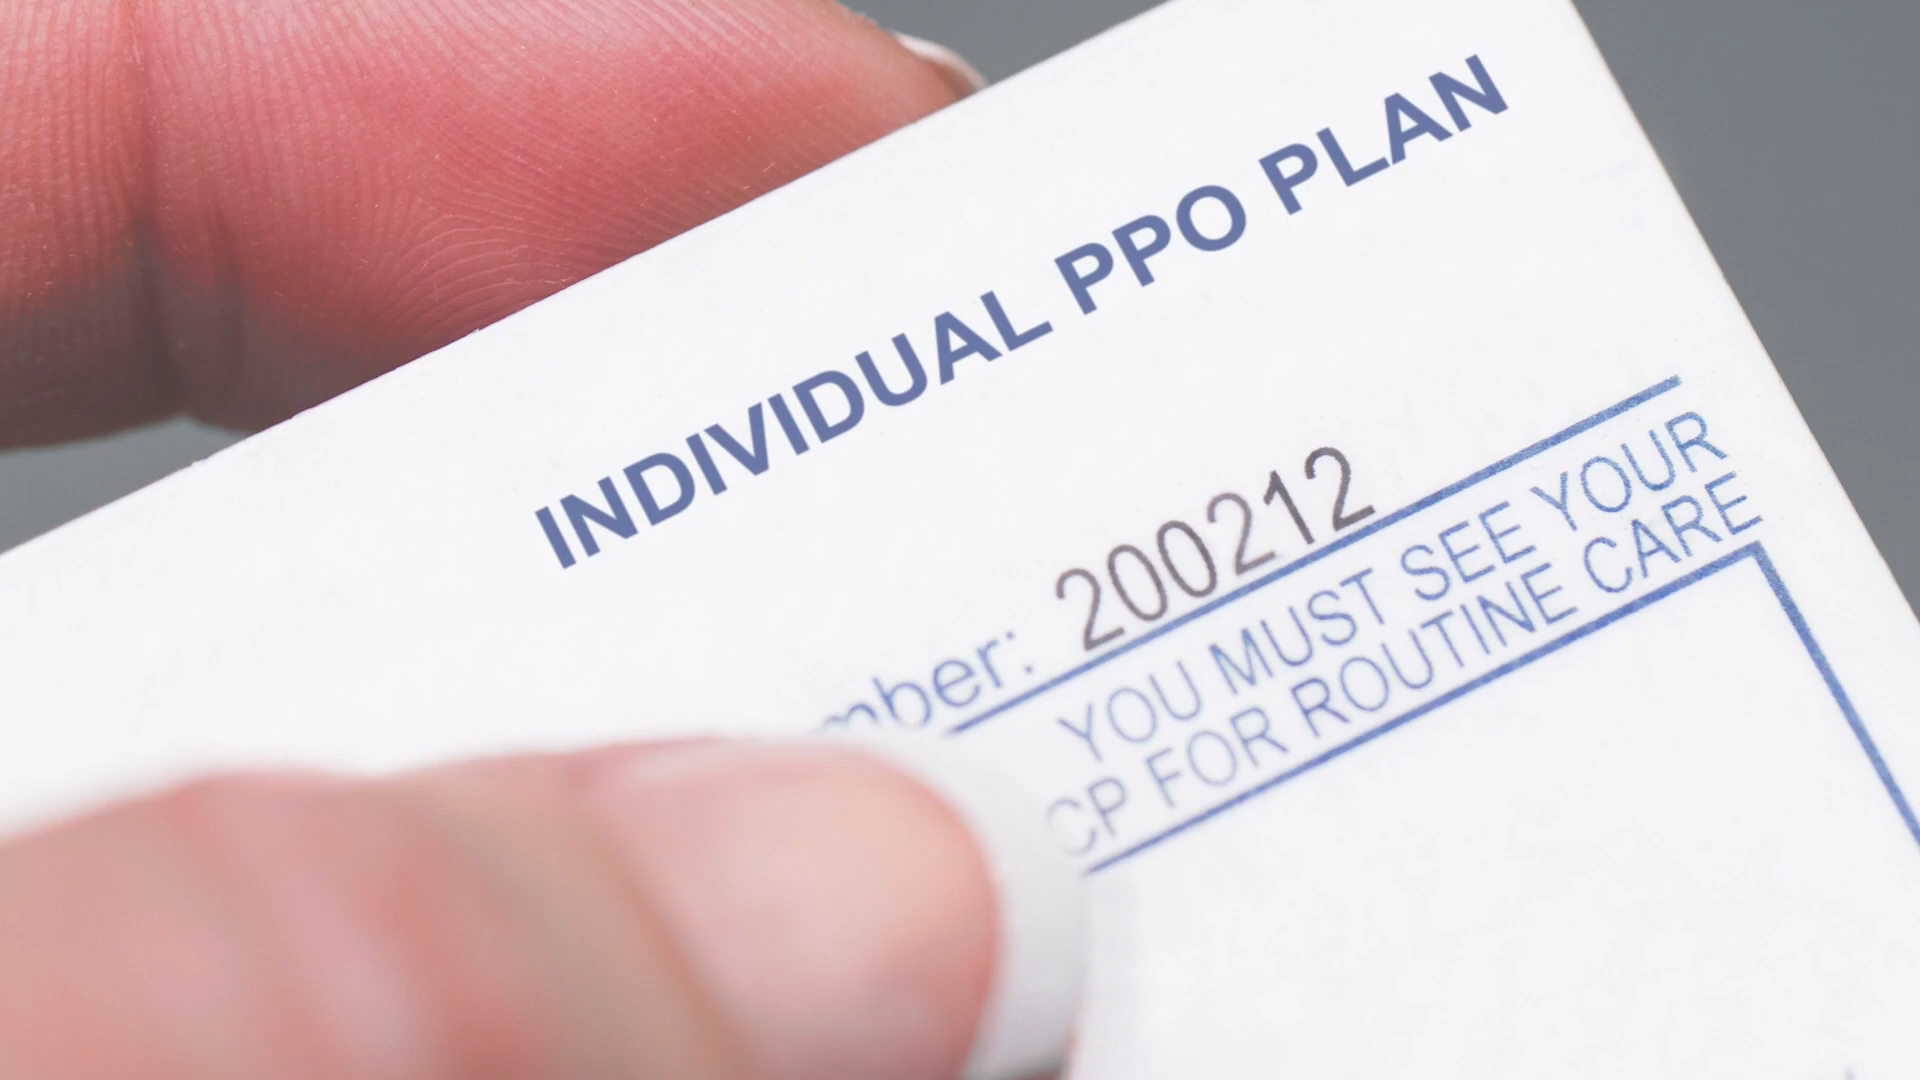 INDIVIDUAL PPO PLAN
mber: 200212
YOU MUST SEE YOUR
CP FOR ROUTINE CARE